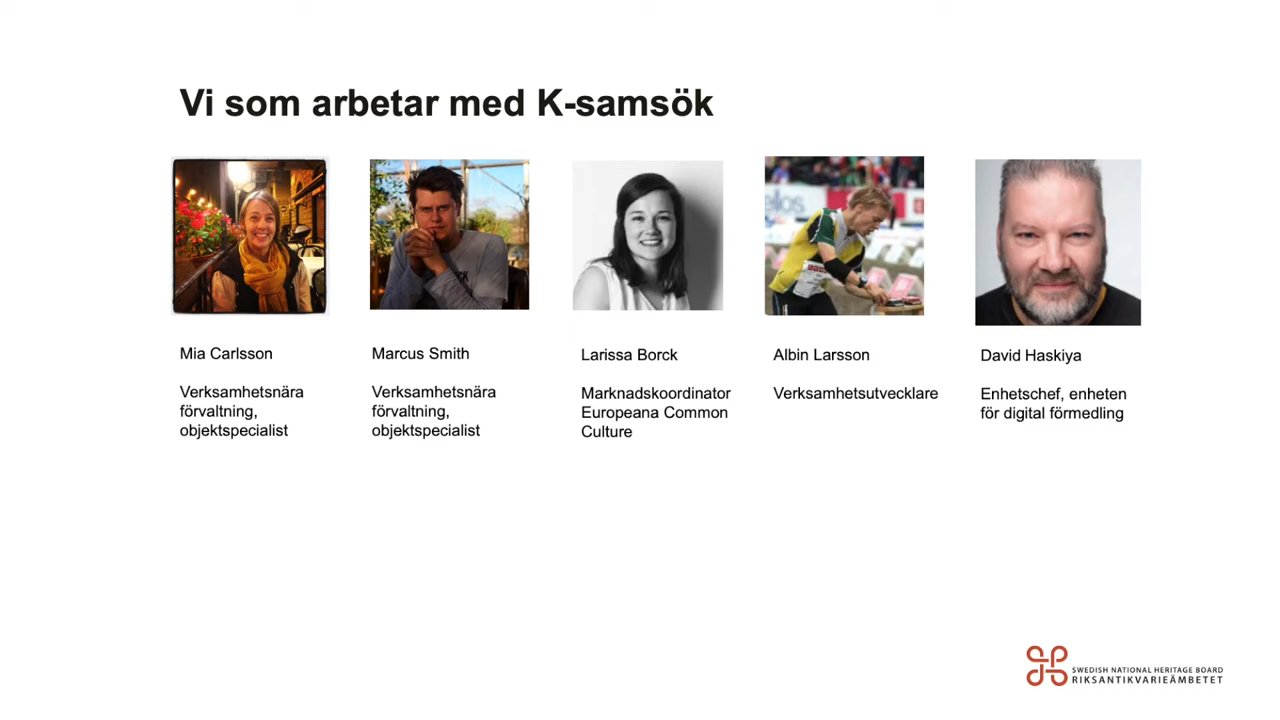 Vi som arbetar med K-samsök
Mia Carlsson
Verksamhetsnära
förvaltning,
objektspecialist
Marcus Smith
Verksamhetsnära
förvaltning,
objektspecialist
Larissa Borck
Marknadskoordinator
Europeana Common
Culture
Albin Larsson
Verksamhetsutvecklare
David Haskiya
Enhetschef, enheten
för digital förmedling
SWEDISH NATIONAL HERITAGE BOARD
RIKSANTIKVARIEÄMBETET